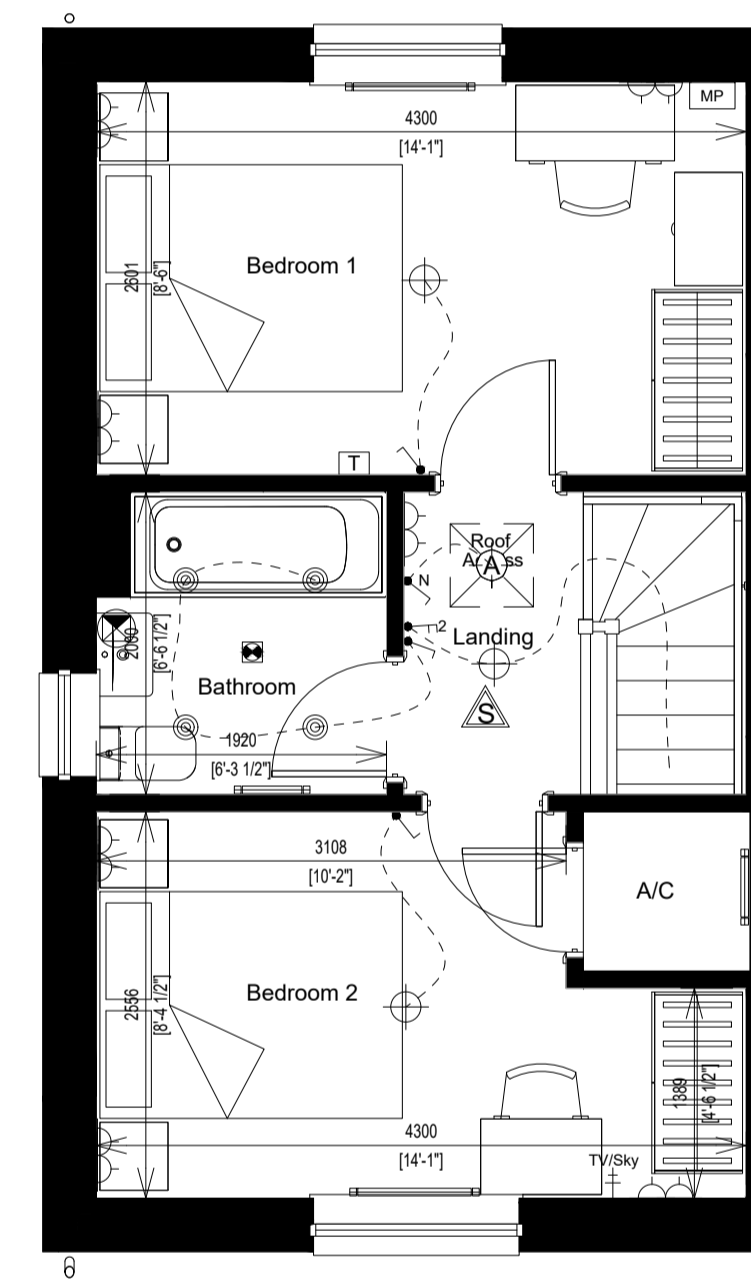 MP
4300
[14'-1"]
Bedroom 1
2601
[8'-6"]
T
Roof
Access
A
N
2
Landing
2000
[6'-6 1/2"]
Bathroom
S
1920
[6'-3 1/2"]
3108
[10'-2"]
A/C
Bedroom 2
2556
[8'-4 1/2"]
1389
[4'-6 1/2"]
4300
[14'-1"]
TV/Sky